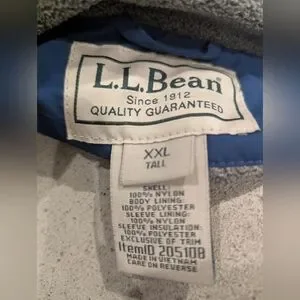 L.L.Bean®
Since 1912
QUALITY GUARANTEED
XXL
TALL
SHELL:
100% NYLON
BODY LINING:
100% POLYESTER
SLEEVE LINING:
100% NYLON
SLEEVE INSULATION:
100% POLYESTER
EXCLUSIVE OF TRIM
ItemID 205108
MADE IN VIETNAM
CARE ON REVERSE